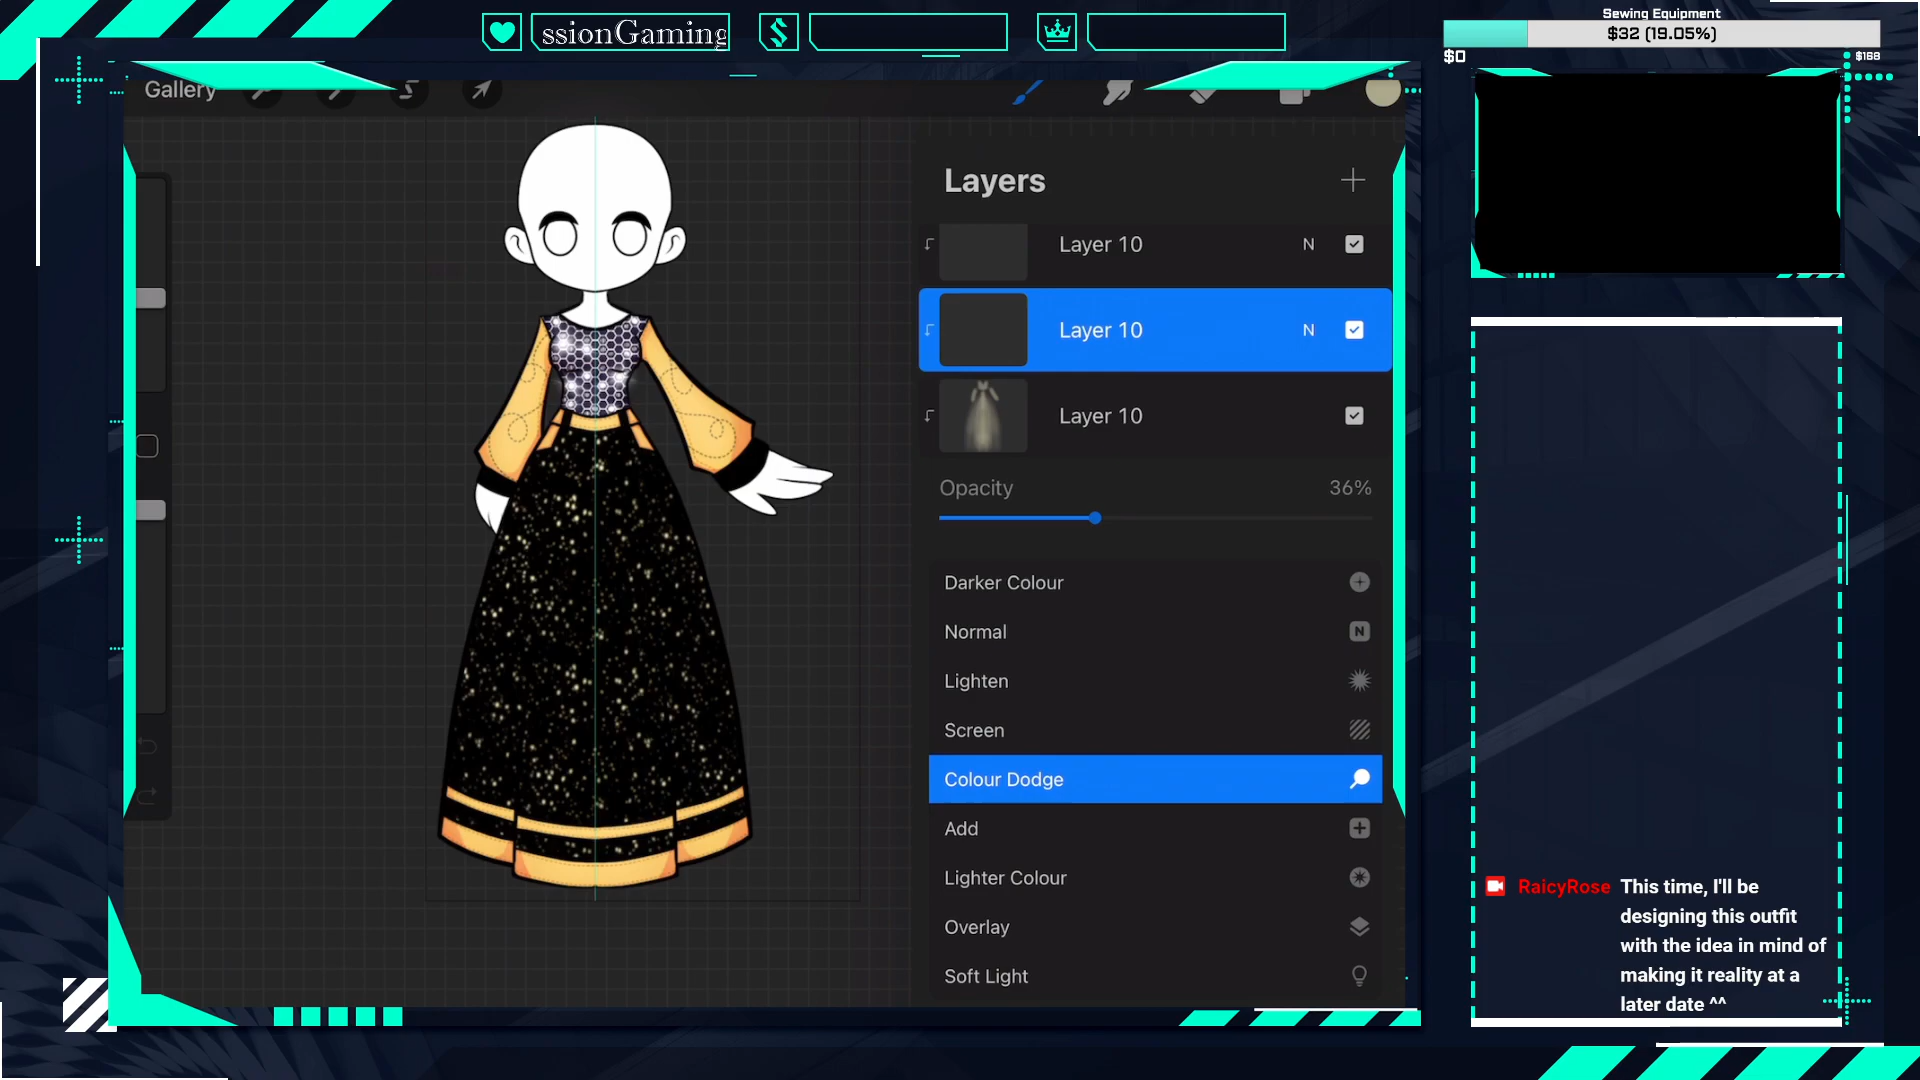 ssionGaming
Sewing Equipment
$32 (19.05%)
$0
$168
Gallery
Layers
Layer 10
N
Layer 10
N
Layer 10
Opacity
36%
Darker Colour
Normal
N
Lighten
Screen
Colour Dodge
Add
Lighter Colour
Overlay
Soft Light
RaicyRose This time, I'll be
designing this outfit
with the idea in mind of
making it reality at a
later date ^^